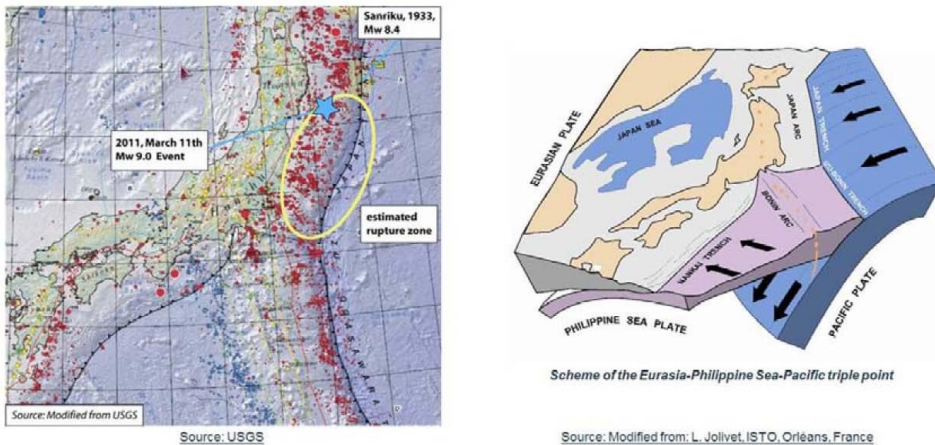 Sanriku, 1933,
Mw 8.4
2011, March 11th
Mw 9.0 Event
estimated
rupture zone
Source: Modified from USGS
Source: USGS
EURASIAN PLATE
JAPAN SEA
JAPAN ARC
JAPAN TRENCH
IZU-BONIN TRENCH
BONIN ARC
NANKAI TRENCH
PHILIPPINE SEA PLATE
PACIFIC PLATE
Scheme of the Eurasia-Philippine Sea-Pacific triple point
Source: Modified from: L. Jolivet, ISTO, Orléans, France